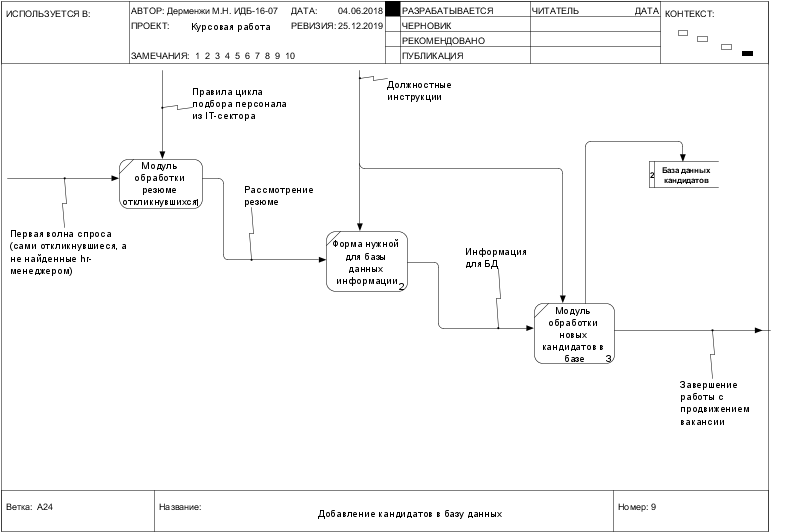 ИСПОЛЬЗУЕТСЯ В:
АВТОР: Дерменжи М.Н. ИДБ-16-07
ДАТА: 04.06.2018
РАЗРАБАТЫВАЕТСЯ
ЧИТАТЕЛЬ
ДАТА
КОНТЕКСТ:
ПРОЕКТ: Курсовая работа
РЕВИЗИЯ: 25.12.2019
ЧЕРНОВИК
РЕКОМЕНДОВАНО
ЗАМЕЧАНИЯ: 1 2 3 4 5 6 7 8 9 10
ПУБЛИКАЦИЯ
Правила цикла
подбора персонала
из IT-сектора
Должностные
инструкции
Модуль
обработки
резюме
откликнувшихся
1
База данных
кандидатов
2
Рассмотрение
резюме
Первая волна спроса
(сами откликнувшиеся, а
не найденные hr-
менеджером)
Форма нужной
для базы
данных
информации
2
Информация
для БД
Модуль
обработки
новых
кандидатов в
базе
3
Завершение
работы с
продвижением
вакансии
Ветка: A24
Название:
Добавление кандидатов в базу данных
Номер: 9